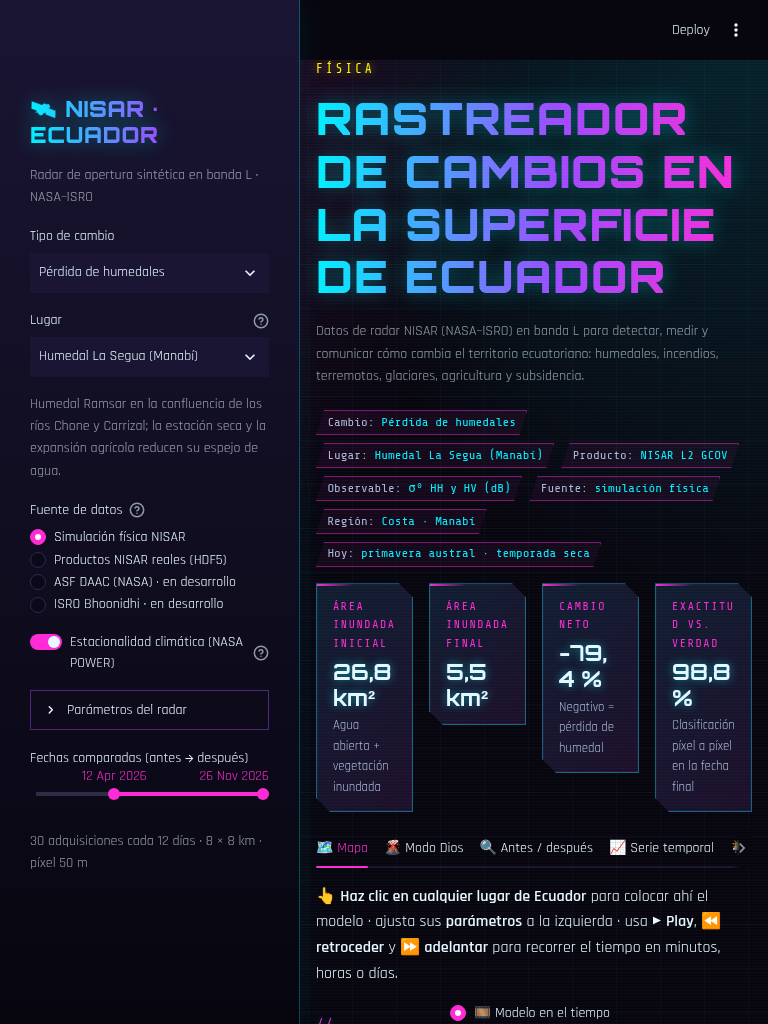 Deploy
NISAR ·
ECUADOR
Radar de apertura sintética en banda L ·
NASA–ISRO
Tipo de cambio
Pérdida de humedales
Lugar
Humedal La Segua (Manabí)
Humedal Ramsar en la confluencia de los
ríos Chone y Carrizal; la estación seca y la
expansión agrícola reducen su espejo de
agua.
Fuente de datos
Simulación física NISAR
Productos NISAR reales (HDF5)
ASF DAAC (NASA) · en desarrollo
ISRO Bhoonidhi · en desarrollo
Estacionalidad climática (NASA
POWER)
Parámetros del radar
Fechas comparadas (antes → después)
12 Apr 2026 26 Nov 2026
30 adquisiciones cada 12 días · 8 × 8 km ·
píxel 50 m
FÍSICA
RASTREADOR
DE CAMBIOS EN
LA SUPERFICIE
DE ECUADOR
Datos de radar NISAR (NASA–ISRO) en banda L para detectar, medir y
comunicar cómo cambia el territorio ecuatoriano: humedales, incendios,
terremotos, glaciares, agricultura y subsidencia.
Cambio: Pérdida de humedales
Lugar: Humedal La Segua (Manabí) Producto: NISAR L2 GCOV
Observable: σ⁰ HH y HV (dB) Fuente: simulación física
Región: Costa · Manabí
Hoy: primavera austral · temporada seca
ÁREA
INUNDADA
INICIAL
26,8
km²
Agua
abierta +
vegetación
inundada
ÁREA
INUNDADA
FINAL
5,5
km²
CAMBIO
NETO
−79,
4 %
Negativo =
pérdida de
humedal
EXACTITU
D VS.
VERDAD
98,8
%
Clasificación
píxel a píxel
en la fecha
final
🗺️ Mapa 🌋 Modo Dios 🔍 Antes / después 📈 Serie temporal
👆 Haz clic en cualquier lugar de Ecuador para colocar ahí el
modelo · ajusta sus parámetros a la izquierda · usa ▶ Play, ⏪
retroceder y ⏩ adelantar para recorrer el tiempo en minutos,
horas o días.
//
🎞️ Modelo en el tiempo